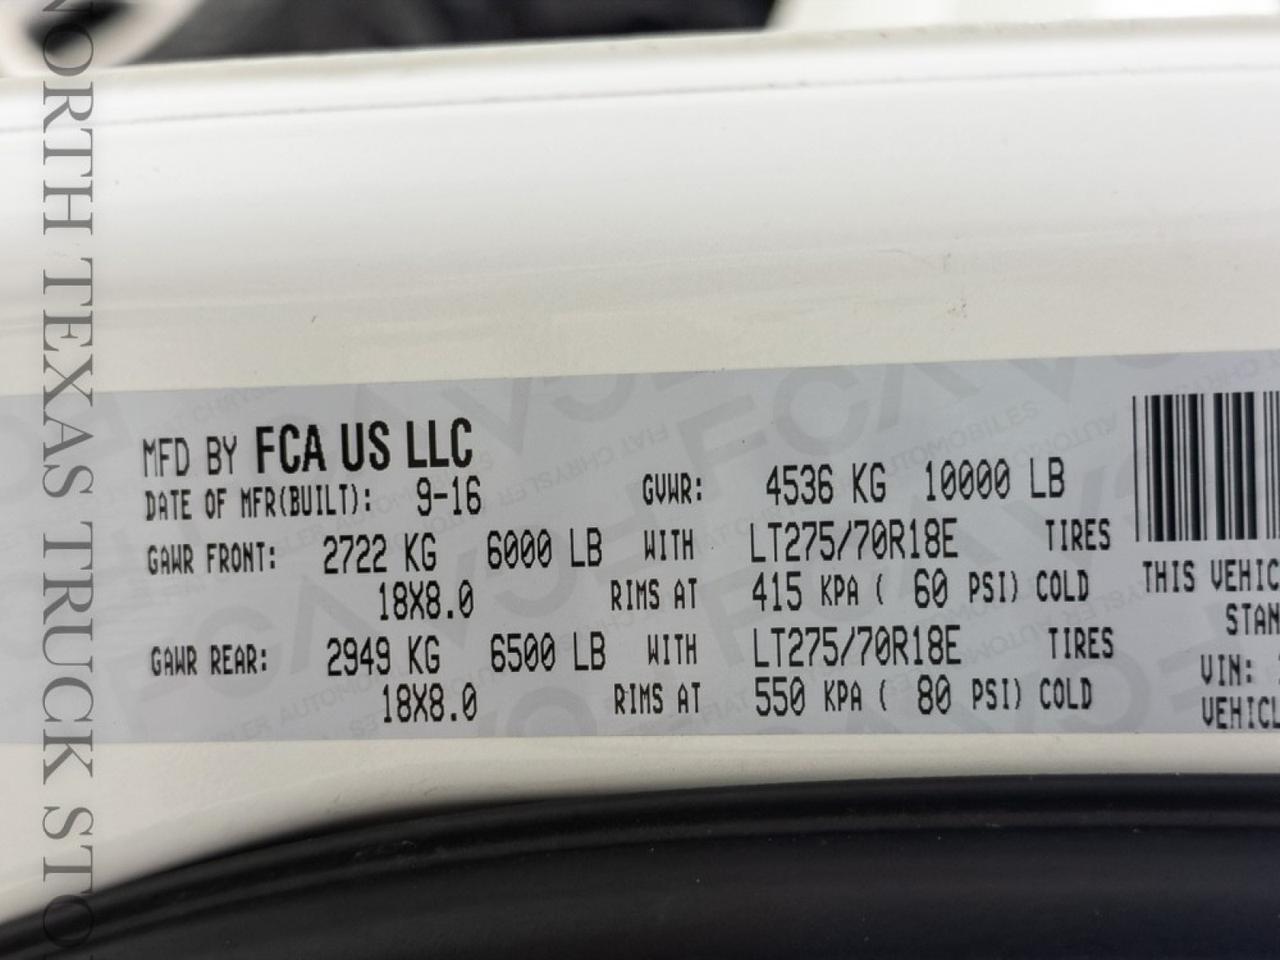 NORTH TEXAS TRUCK STO
MFD BY FCA US LLC
DATE OF MFR(BUILT): 9-16 GVWR: 4536 KG 10000 LB
GAWR FRONT: 2722 KG 6000 LB WITH LT275/70R18E TIRES
18X8.0 RIMS AT 415 KPA ( 60 PSI) COLD
GAWR REAR: 2949 KG 6500 LB WITH LT275/70R18E TIRES
18X8.0 RIMS AT 550 KPA ( 80 PSI) COLD
THIS VEHIC
STAN
VIN:
VEHICL